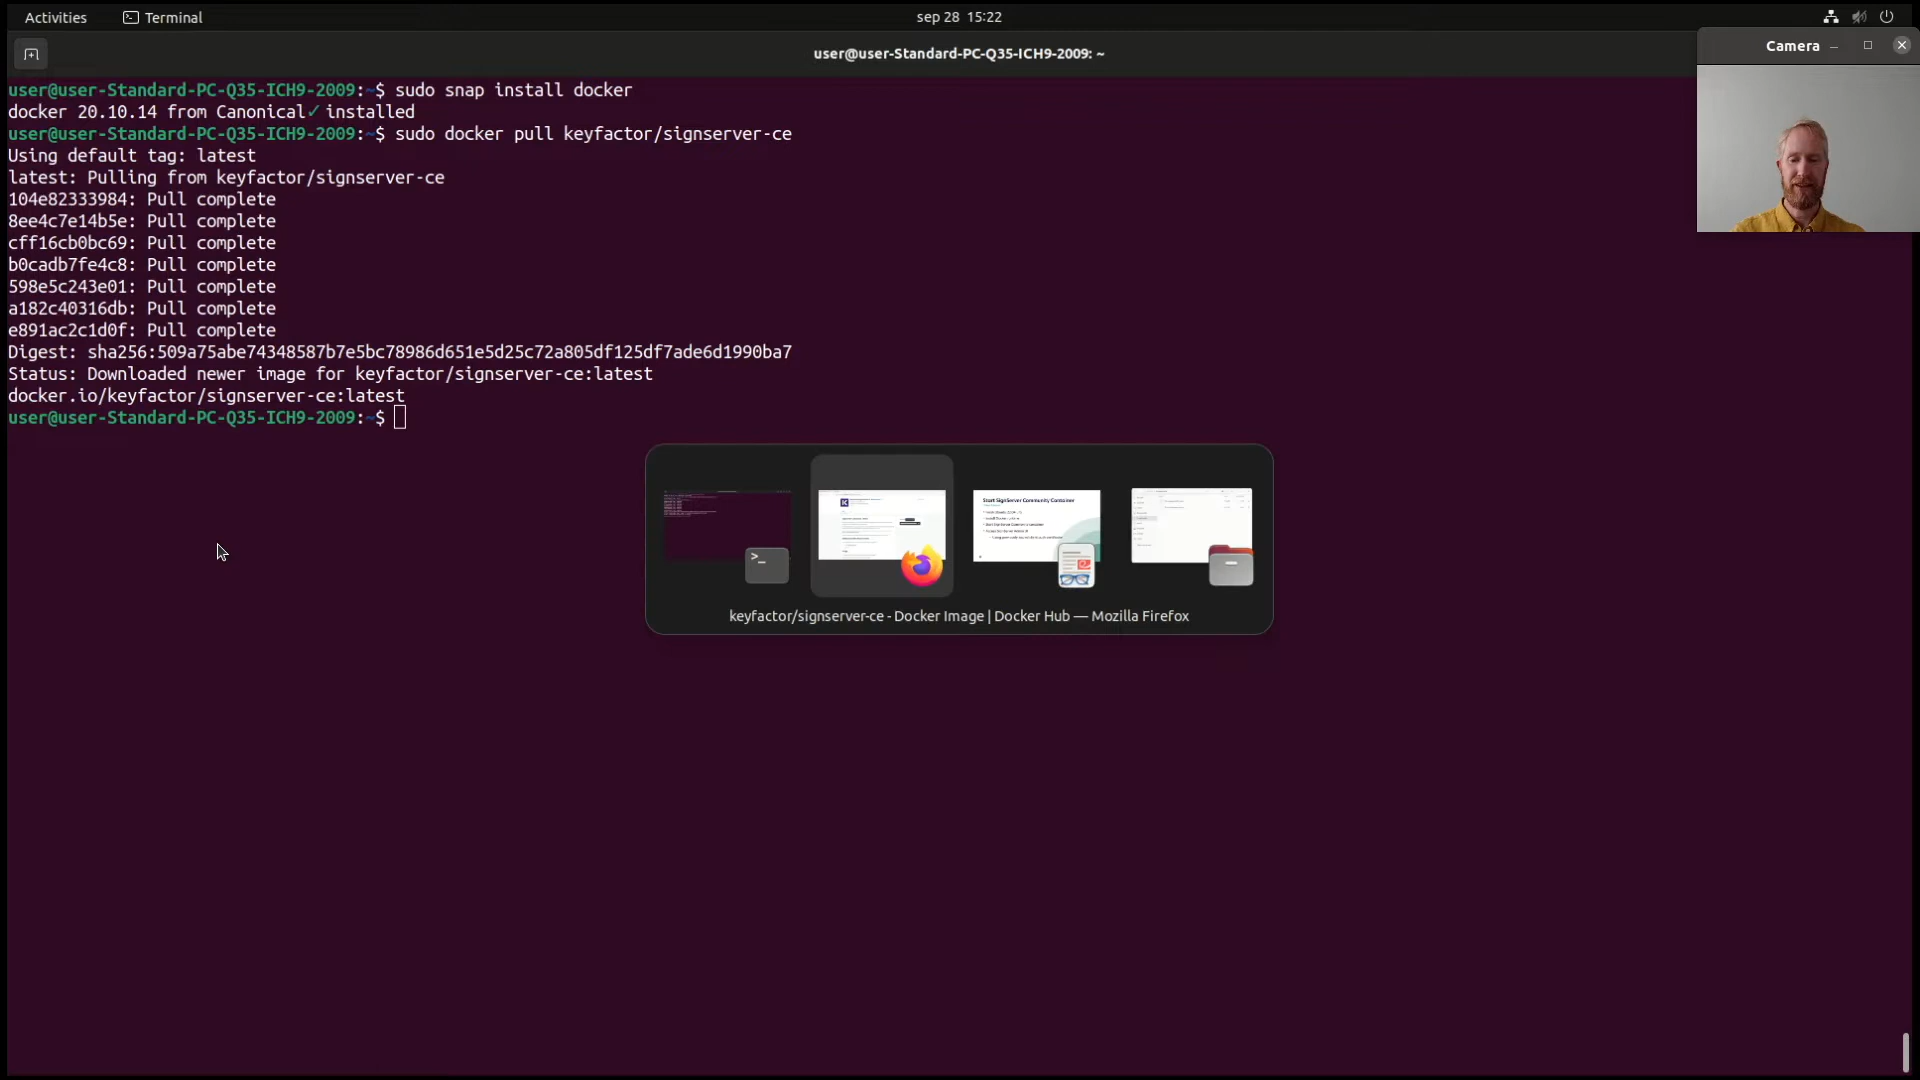 Activities
Terminal
sep 28 15:22
user@user-Standard-PC-Q35-ICH9-2009: ~
Camera
user@user-Standard-PC-Q35-ICH9-2009:~$ sudo snap install docker
docker 20.10.14 from Canonical✓ installed
user@user-Standard-PC-Q35-ICH9-2009:~$ sudo docker pull keyfactor/signserver-ce
Using default tag: latest
latest: Pulling from keyfactor/signserver-ce
104e82333984: Pull complete
8ee4c7e14b5e: Pull complete
cff16cb0bc69: Pull complete
b0cadb7fe4c8: Pull complete
598e5c243e01: Pull complete
a182c40316db: Pull complete
e891ac2c1d0f: Pull complete
Digest: sha256:509a75abe74348587b7e5bc78986d651e5d25c72a805df125df7ade6d1990ba7
Status: Downloaded newer image for keyfactor/signserver-ce:latest
docker.io/keyfactor/signserver-ce:latest
user@user-Standard-PC-Q35-ICH9-2009:~$
Start SignServer Community Container
keyfactor/signserver-ce - Docker Image | Docker Hub — Mozilla Firefox